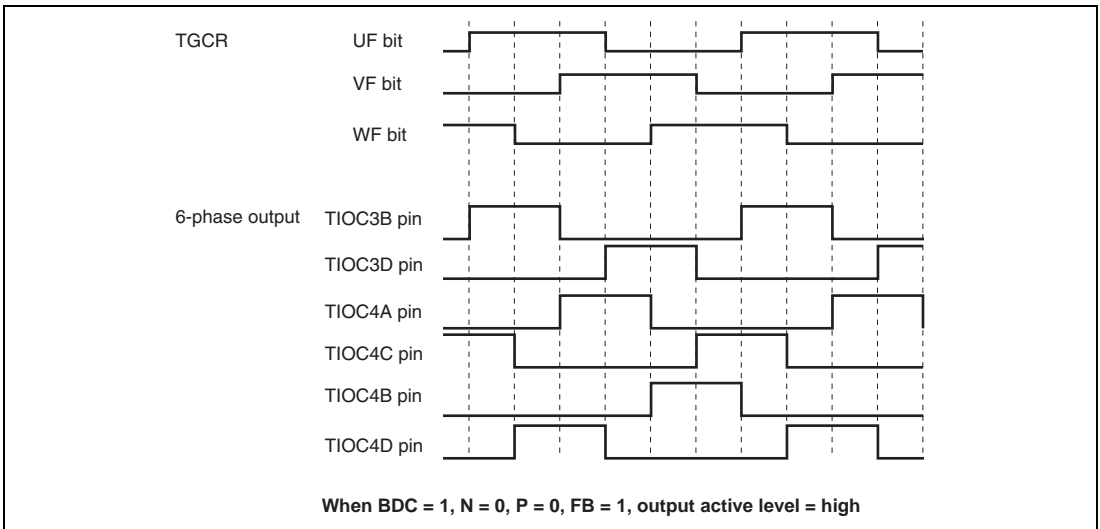 TGCR UF bit
VF bit
WF bit
6-phase output TIOC3B pin
TIOC3D pin
TIOC4A pin
TIOC4C pin
TIOC4B pin
TIOC4D pin
When BDC = 1, N = 0, P = 0, FB = 1, output active level = high